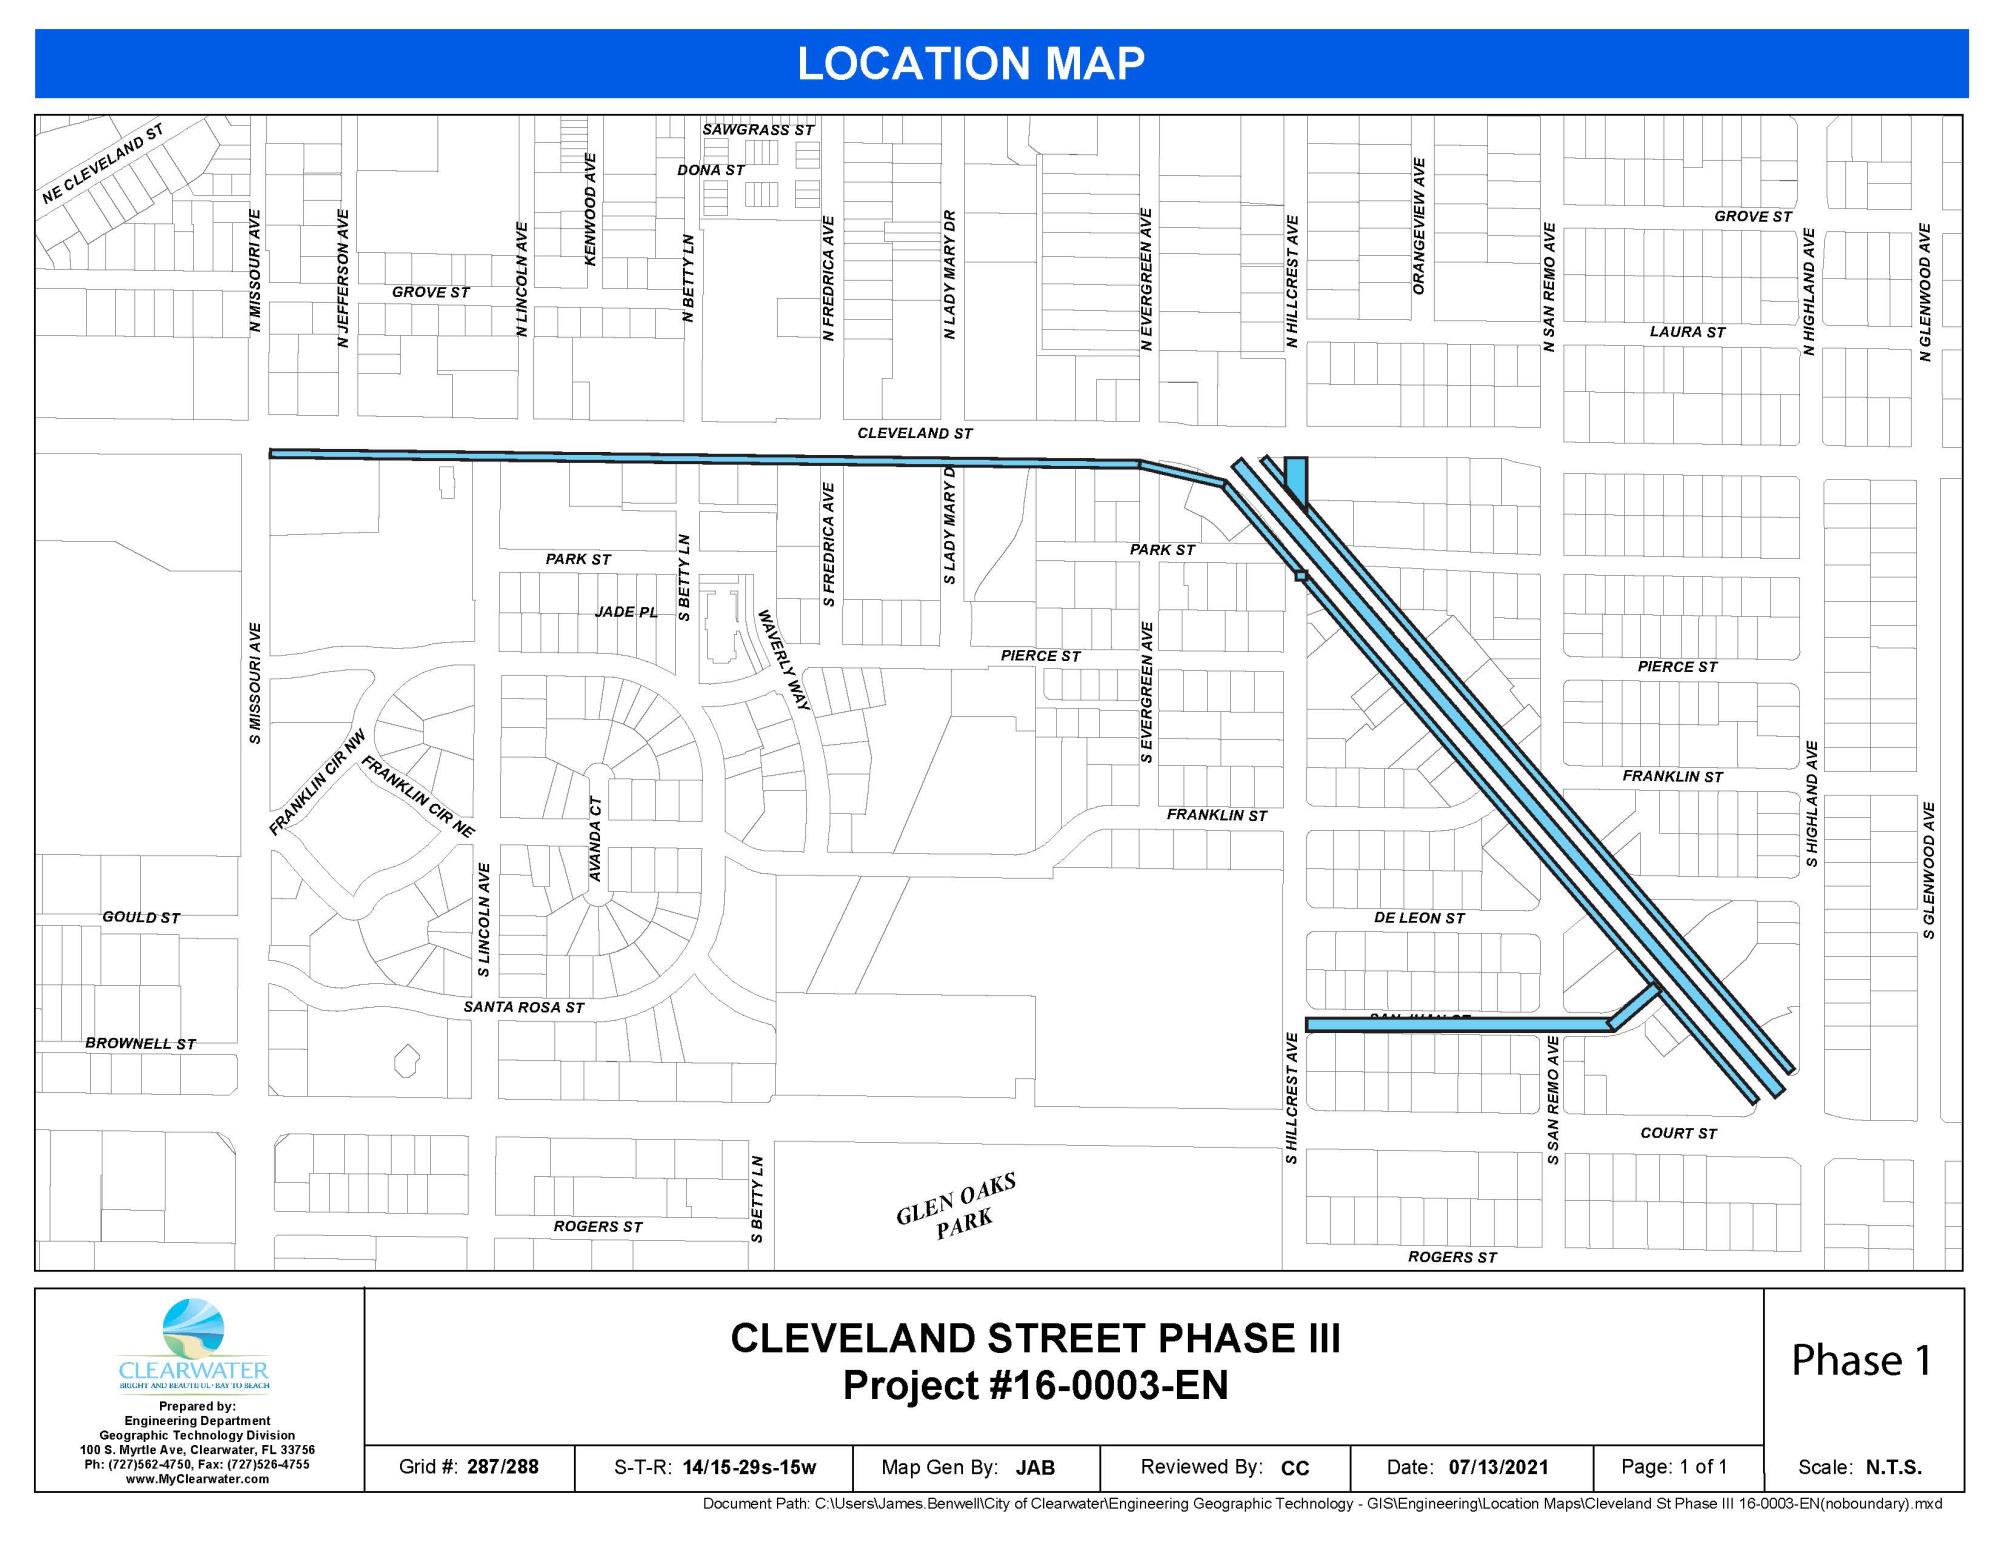 LOCATION MAP
NE CLEVELAND ST
SAWGRASS ST
DONA ST
KENWOOD AVE
ORANGEVIEW AVE
GROVE ST
N MISSOURI AVE
N JEFFERSON AVE
N LINCOLN AVE
N BETTY LN
N FREDRICA AVE
N LADY MARY DR
N EVERGREEN AVE
N HILLCREST AVE
N SAN REMO AVE
N HIGHLAND AVE
N GLENWOOD AVE
GROVE ST
LAURA ST
CLEVELAND ST
S FREDRICA AVE
S LADY MARY D
PARK ST
S BETTY LN
PARK ST
JADE PL
WAVERLY WAY
S MISSOURI AVE
PIERCE ST
S EVERGREEN AVE
PIERCE ST
FRANKLIN CIR NW
FRANKLIN CIR NE
AVANDA CT
FRANKLIN ST
FRANKLIN ST
S HIGHLAND AVE
S GLENWOOD AVE
GOULD ST
S LINCOLN AVE
DE LEON ST
SANTA ROSA ST
SAN JUAN ST
BROWNELL ST
S HILLCREST AVE
S SAN REMO AVE
COURT ST
S BETTY LN
GLEN OAKS
PARK
ROGERS ST
ROGERS ST
CLEARWATER
BRIGHT AND BEAUTIFUL · BAY TO BEACH
Prepared by:
Engineering Department
Geographic Technology Division
100 S. Myrtle Ave, Clearwater, FL 33756
Ph: (727)562-4750, Fax: (727)526-4755
www.MyClearwater.com
CLEVELAND STREET PHASE III
Project #16-0003-EN
Phase 1
Grid #: 287/288
S-T-R: 14/15-29s-15w
Map Gen By: JAB
Reviewed By: CC
Date: 07/13/2021
Page: 1 of 1
Scale: N.T.S.
Document Path: C:\Users\James.Benwell\City of Clearwater\Engineering Geographic Technology - GIS\Engineering\Location Maps\Cleveland St Phase III 16-0003-EN(noboundary).mxd